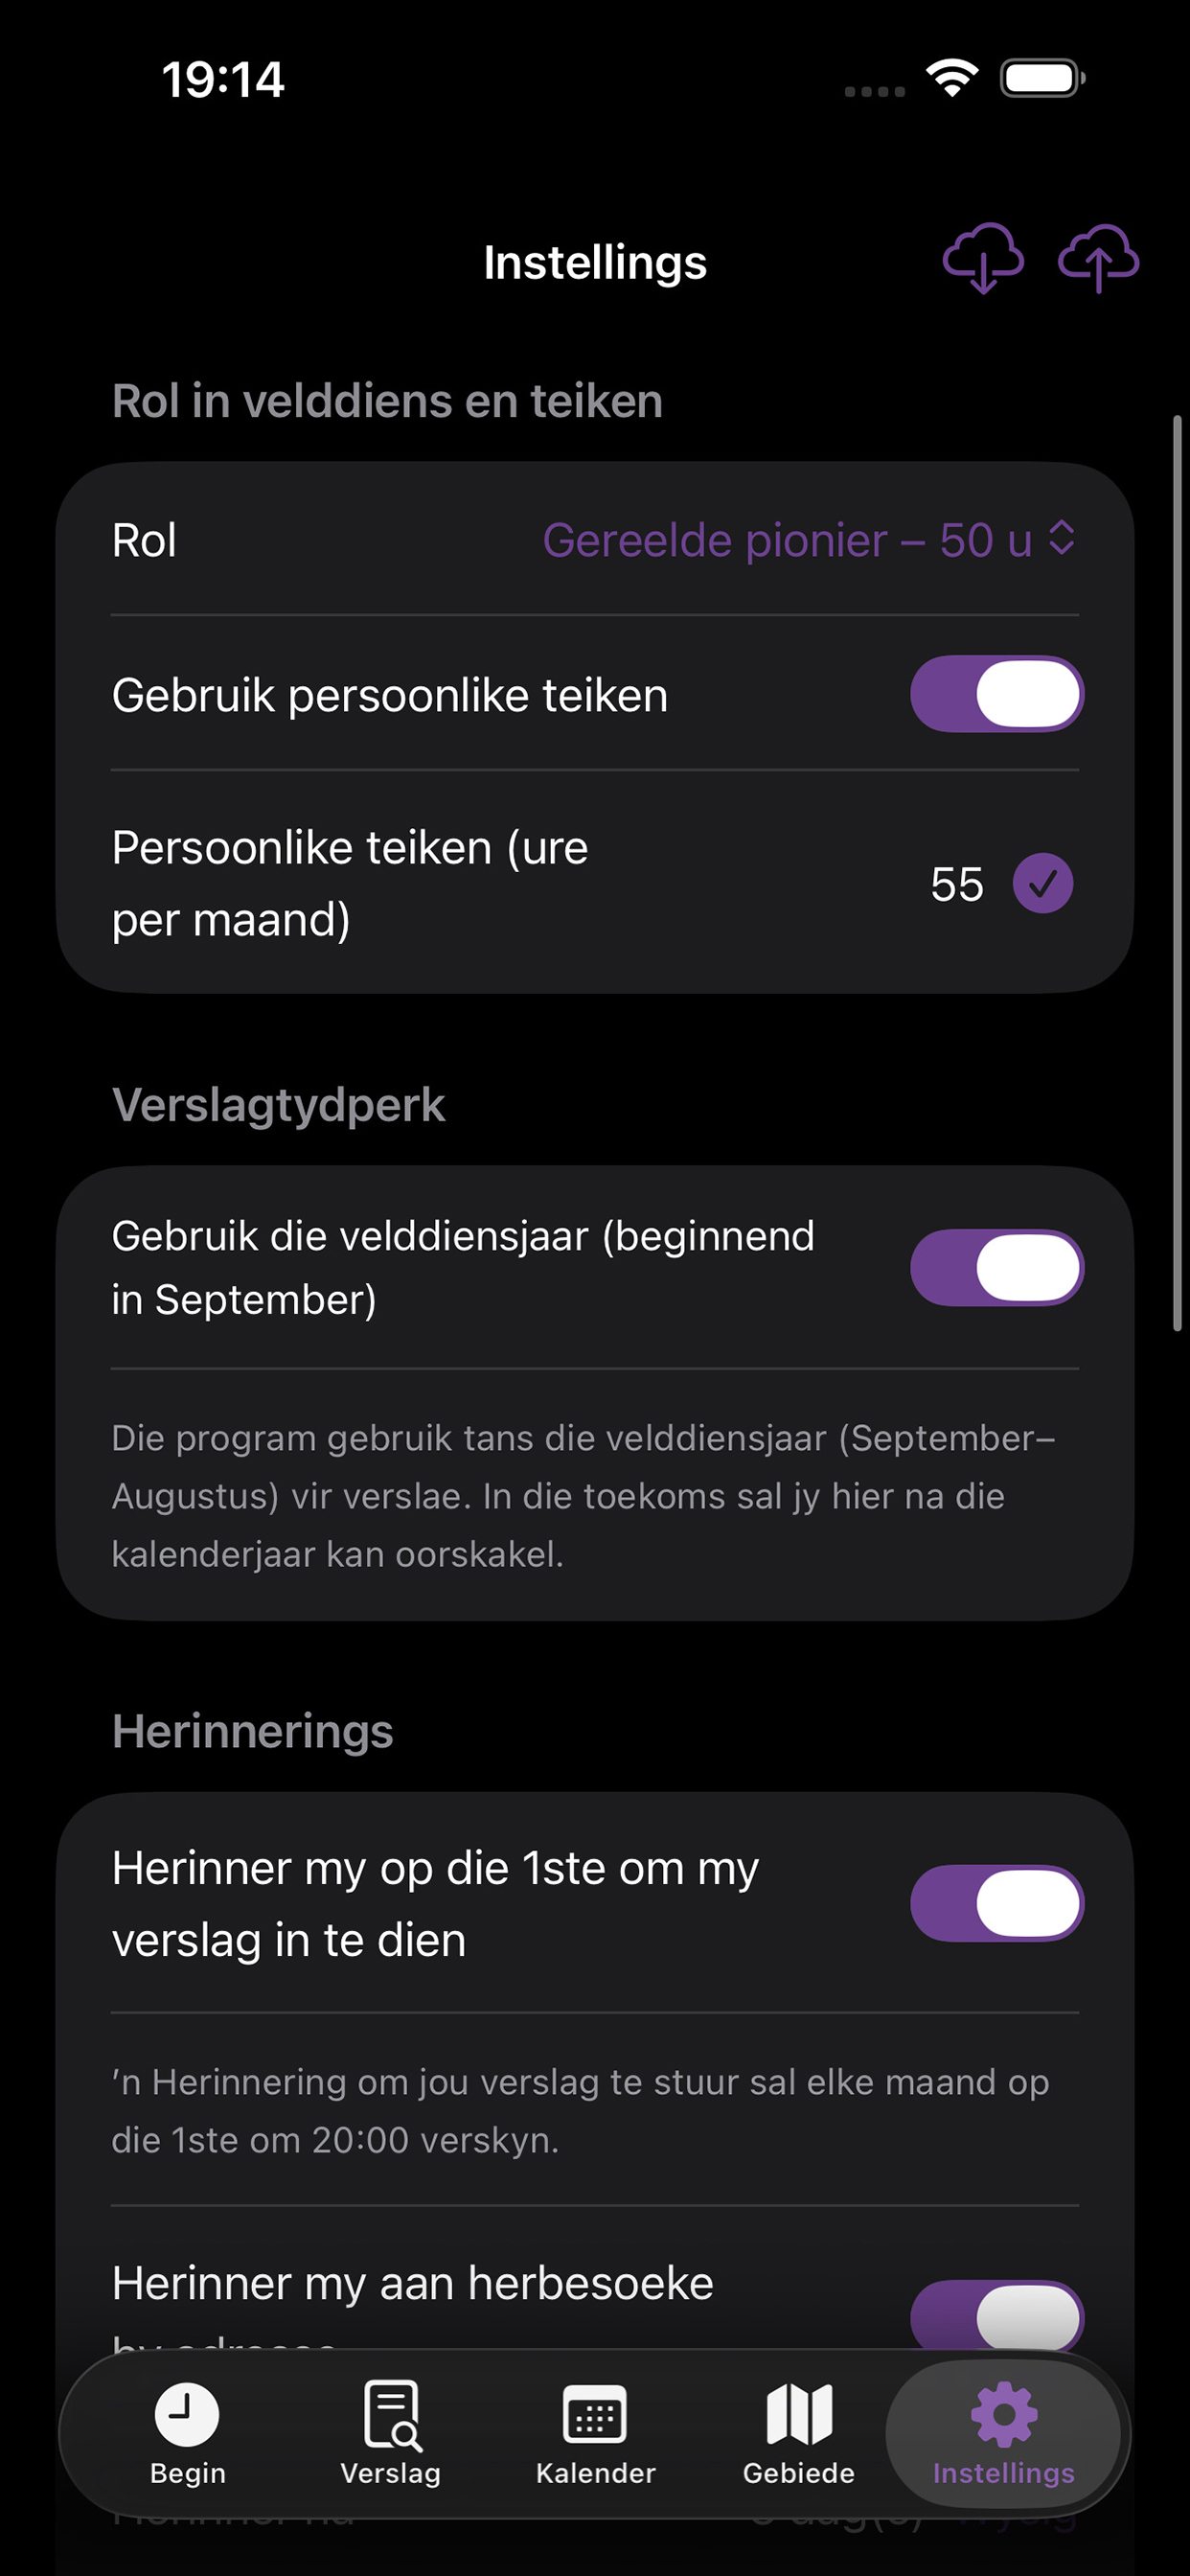 19:14
Instellings
Rol in velddiens en teiken
Rol
Gereelde pionier – 50 u
Gebruik persoonlike teiken
Persoonlike teiken (ure
per maand)
55
Verslagtydperk
Gebruik die velddiensjaar (beginnend
in September)
Die program gebruik tans die velddiensjaar (September–
Augustus) vir verslae. In die toekoms sal jy hier na die
kalenderjaar kan oorskakel.
Herinnerings
Herinner my op die 1ste om my
verslag in te dien
’n Herinnering om jou verslag te stuur sal elke maand op
die 1ste om 20:00 verskyn.
Herinner my aan herbesoeke
Begin
Verslag
Kalender
Gebiede
Instellings